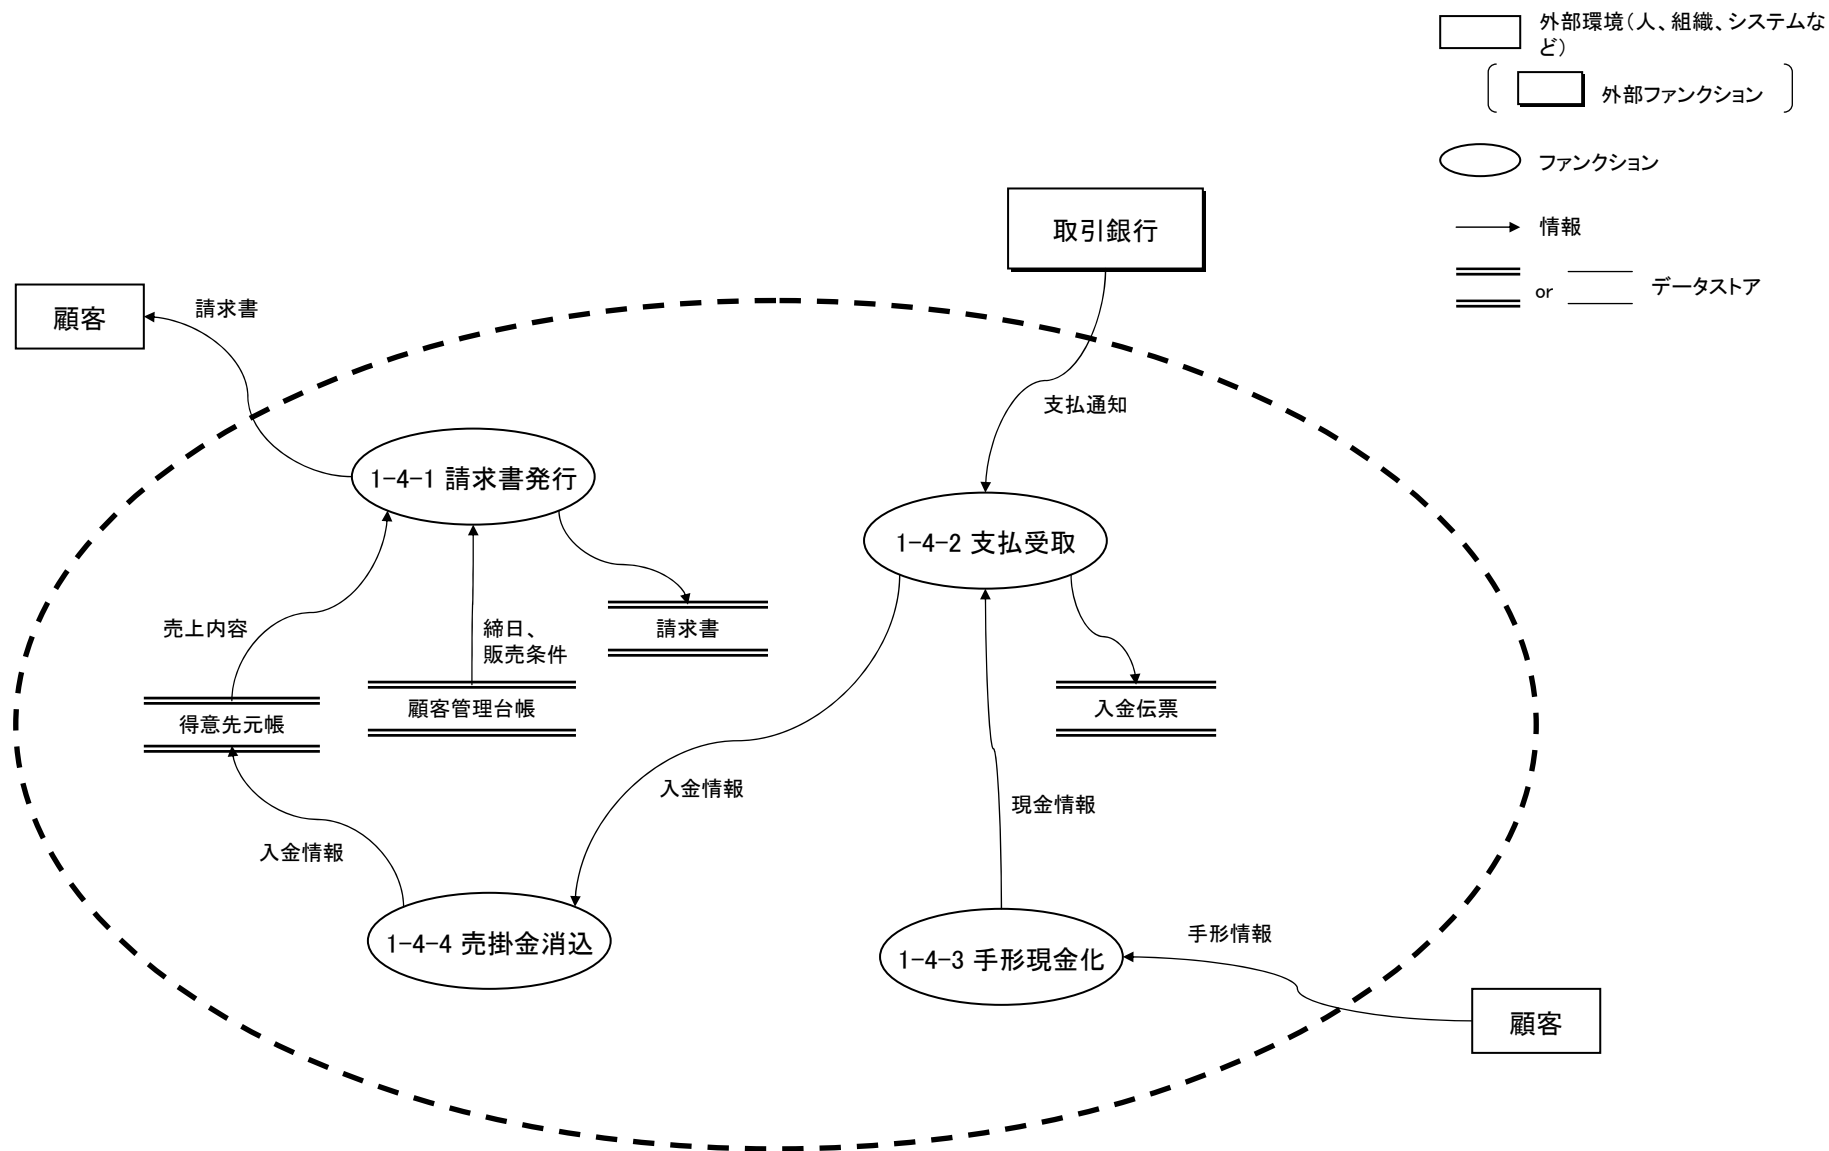 外部環境（人、組織、システムな
ど）
外部ファンクション
ファンクション
情報
or
データストア
取引銀行
顧客
請求書
支払通知
1-4-1 請求書発行
1-4-2 支払受取
売上内容
締日、
販売条件
請求書
得意先元帳
顧客管理台帳
入金伝票
入金情報
現金情報
入金情報
1-4-4 売掛金消込
1-4-3 手形現金化
手形情報
顧客